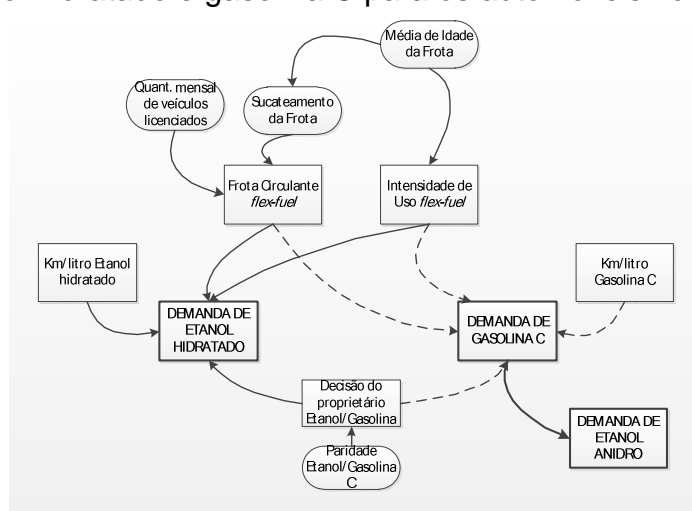 Média de Idade
da Frota
Quant. mensal
de veículos
licenciados
Sucateamento
da Frota
Frota Circulante
flex-fuel
Intensidade de
Uso flex-fuel
Km/litro Etanol
hidratado
Km/litro
Gasolina C
DEMANDA DE
ETANOL
HIDRATADO
DEMANDA DE
GASOLINA C
Decisão do
proprietário
Etanol/Gasolina
DEMANDA DE
ETANOL
ANIDRO
Paridade
Etanol/Gasolina
C